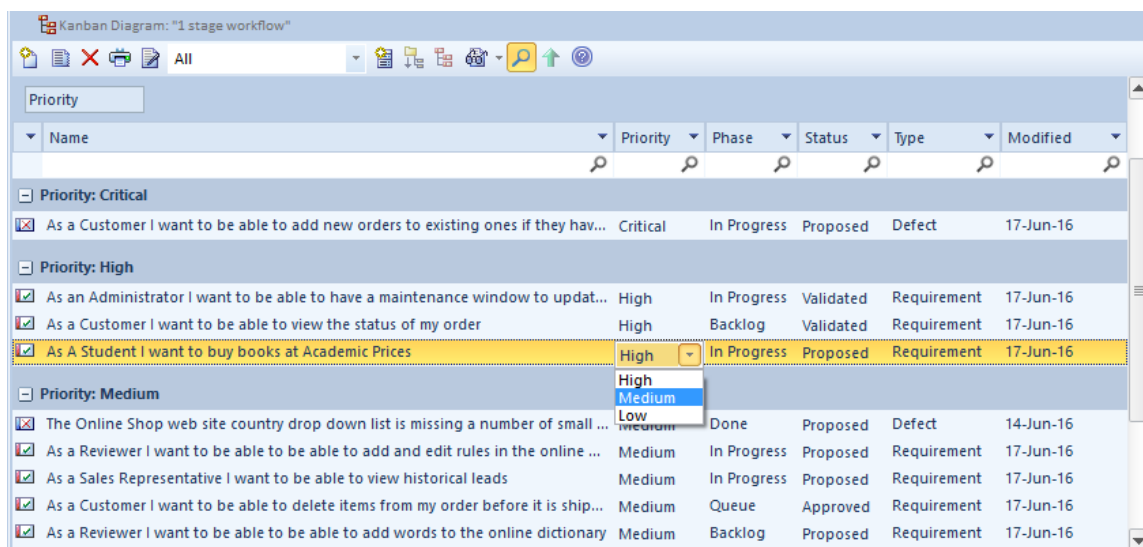 Kanban Diagram: "1 stage workflow"
All
Priority
Name Priority Phase Status Type Modified
Priority: Critical
As a Customer I want to be able to add new orders to existing ones if they hav... Critical In Progress Proposed Defect 17-Jun-16
Priority: High
As an Administrator I want to be able to have a maintenance window to updat... High In Progress Validated Requirement 17-Jun-16
As a Customer I want to be able to view the status of my order High Backlog Validated Requirement 17-Jun-16
As A Student I want to buy books at Academic Prices High In Progress Proposed Requirement 17-Jun-16
High
Priority: Medium
Medium
Low
The Online Shop web site country drop down list is missing a number of small ... Medium Done Proposed Defect 14-Jun-16
As a Reviewer I want to be able to be able to add and edit rules in the online ... Medium In Progress Proposed Requirement 17-Jun-16
As a Sales Representative I want to be able to view historical leads Medium In Progress Proposed Requirement 17-Jun-16
As a Customer I want to be able to delete items from my order before it is ship... Medium Queue Approved Requirement 17-Jun-16
As a Reviewer I want to be able to be able to add words to the online dictionary Medium Backlog Proposed Requirement 17-Jun-16